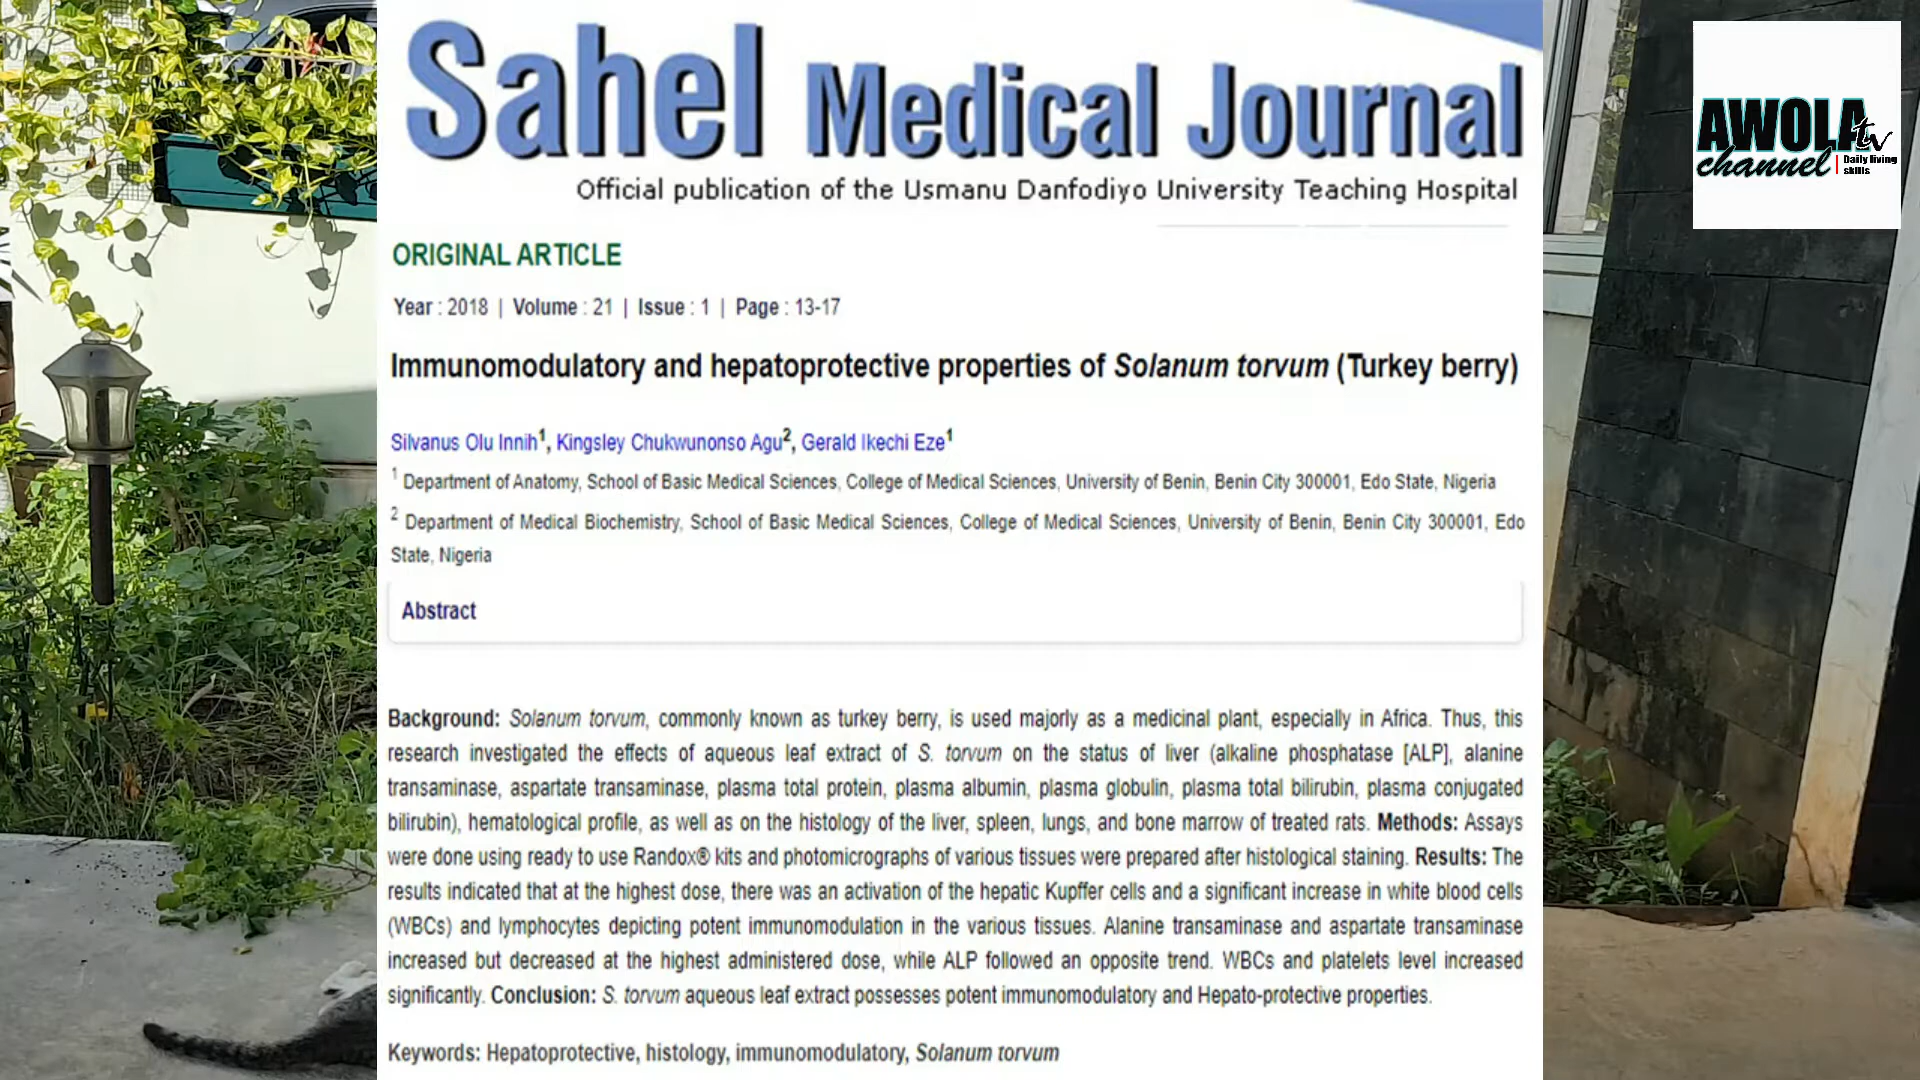 Sahel Medical Journal
Official publication of the Usmanu Danfodiyo University Teaching Hospital
AWOLA tv
channel | Daily living
skills
ORIGINAL ARTICLE
Year : 2018 | Volume : 21 | Issue : 1 | Page : 13-17
Immunomodulatory and hepatoprotective properties of Solanum torvum (Turkey berry)
Silvanus Olu Innih1, Kingsley Chukwunonso Agu2, Gerald Ikechi Eze1
1 Department of Anatomy, School of Basic Medical Sciences, College of Medical Sciences, University of Benin, Benin City 300001, Edo State, Nigeria
2 Department of Medical Biochemistry, School of Basic Medical Sciences, College of Medical Sciences, University of Benin, Benin City 300001, Edo
State, Nigeria
Abstract
Background: Solanum torvum, commonly known as turkey berry, is used majorly as a medicinal plant, especially in Africa. Thus, this
research investigated the effects of aqueous leaf extract of S. torvum on the status of liver (alkaline phosphatase [ALP], alanine
transaminase, aspartate transaminase, plasma total protein, plasma albumin, plasma globulin, plasma total bilirubin, plasma conjugated
bilirubin), hematological profile, as well as on the histology of the liver, spleen, lungs, and bone marrow of treated rats. Methods: Assays
were done using ready to use Randox® kits and photomicrographs of various tissues were prepared after histological staining. Results: The
results indicated that at the highest dose, there was an activation of the hepatic Kupffer cells and a significant increase in white blood cells
(WBCs) and lymphocytes depicting potent immunomodulation in the various tissues. Alanine transaminase and aspartate transaminase
increased but decreased at the highest administered dose, while ALP followed an opposite trend. WBCs and platelets level increased
significantly. Conclusion: S. torvum aqueous leaf extract possesses potent immunomodulatory and Hepato-protective properties.
Keywords: Hepatoprotective, histology, immunomodulatory, Solanum torvum